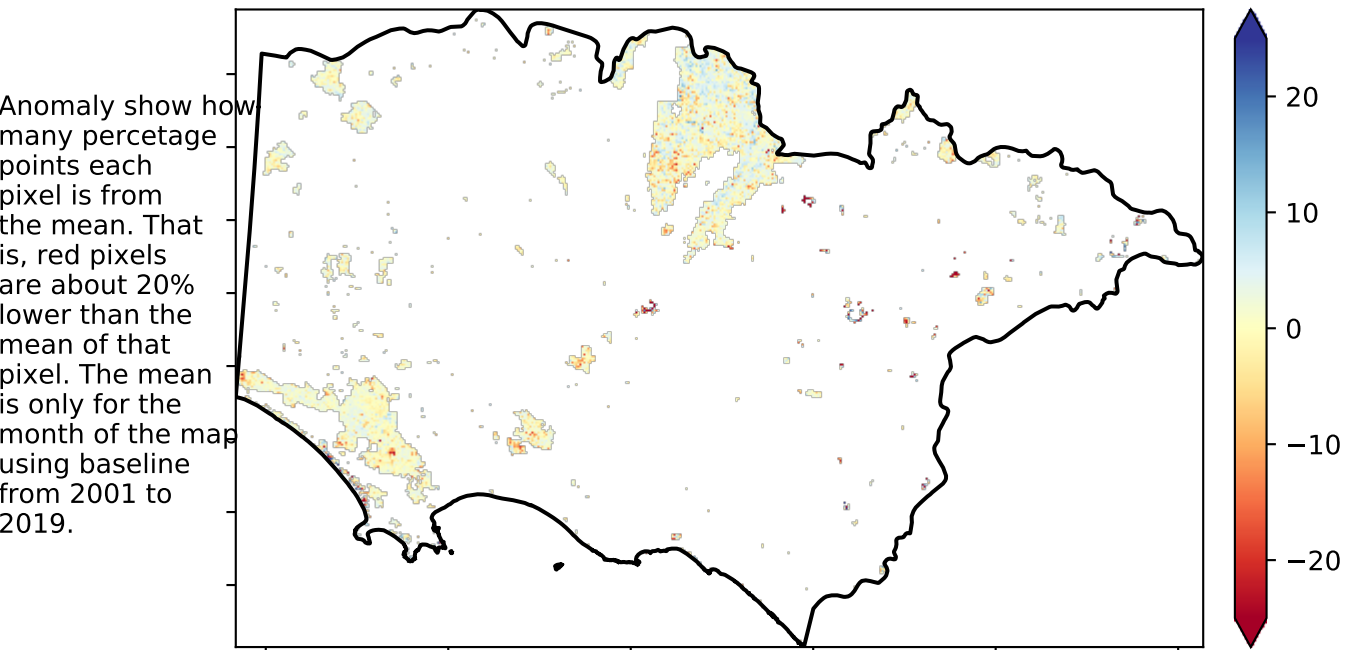 Anomaly show how
many percetage
points each
pixel is from
the mean. That
is, red pixels
are about 20%
lower than the
mean of that
pixel. The mean
is only for the
month of the map
using baseline
from 2001 to
2019.
20
10
0
−10
−20